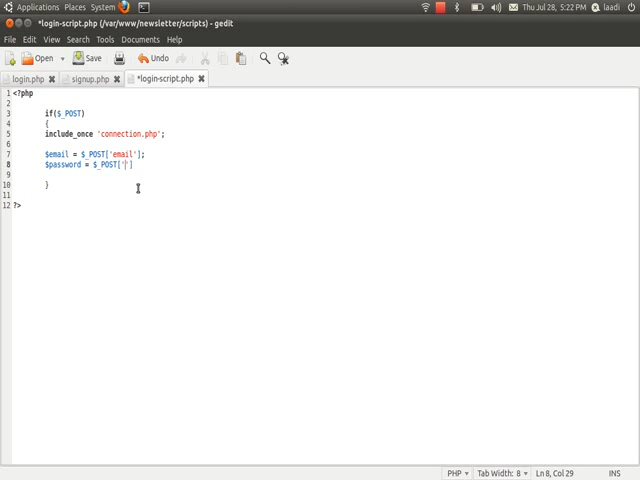 Applications Places System Thu Jul 28, 5:22 PM laadi
*login-script.php (/var/www/newsletter/scripts) - gedit
File Edit View Search Tools Documents Help
Open Save Undo
login.php signup.php *login-script.php
1 <?php
2
3 if($_POST)
4 {
5 include_once 'connection.php';
6
7 $email = $_POST['email'];
8 $password = $_POST['']
9
10 }
11
12 ?>
PHP Tab Width: 8 Ln 8, Col 29 INS